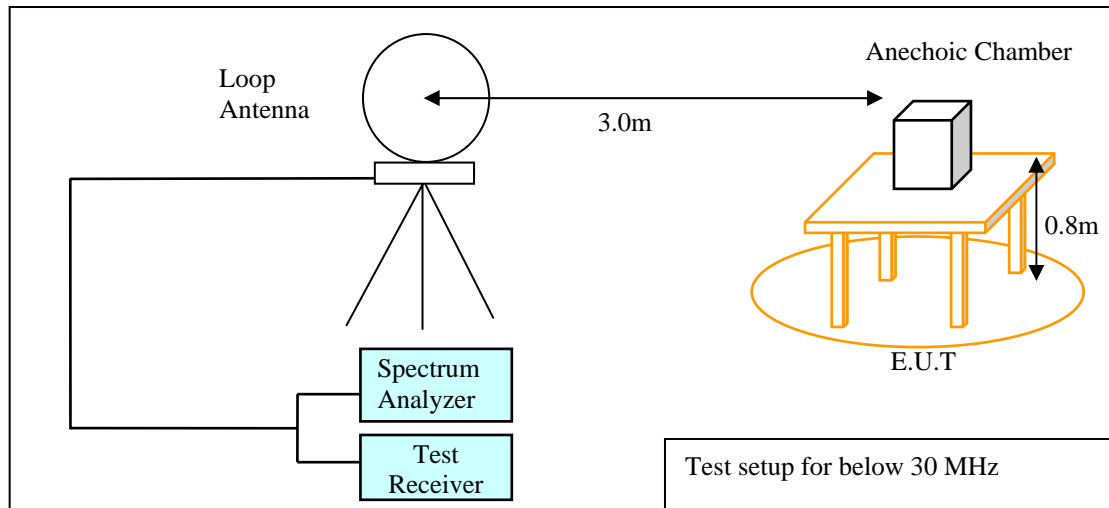 Anechoic Chamber
Loop
Antenna
3.0m
0.8m
E.U.T
Spectrum
Analyzer
Test
Receiver
Test setup for below 30 MHz